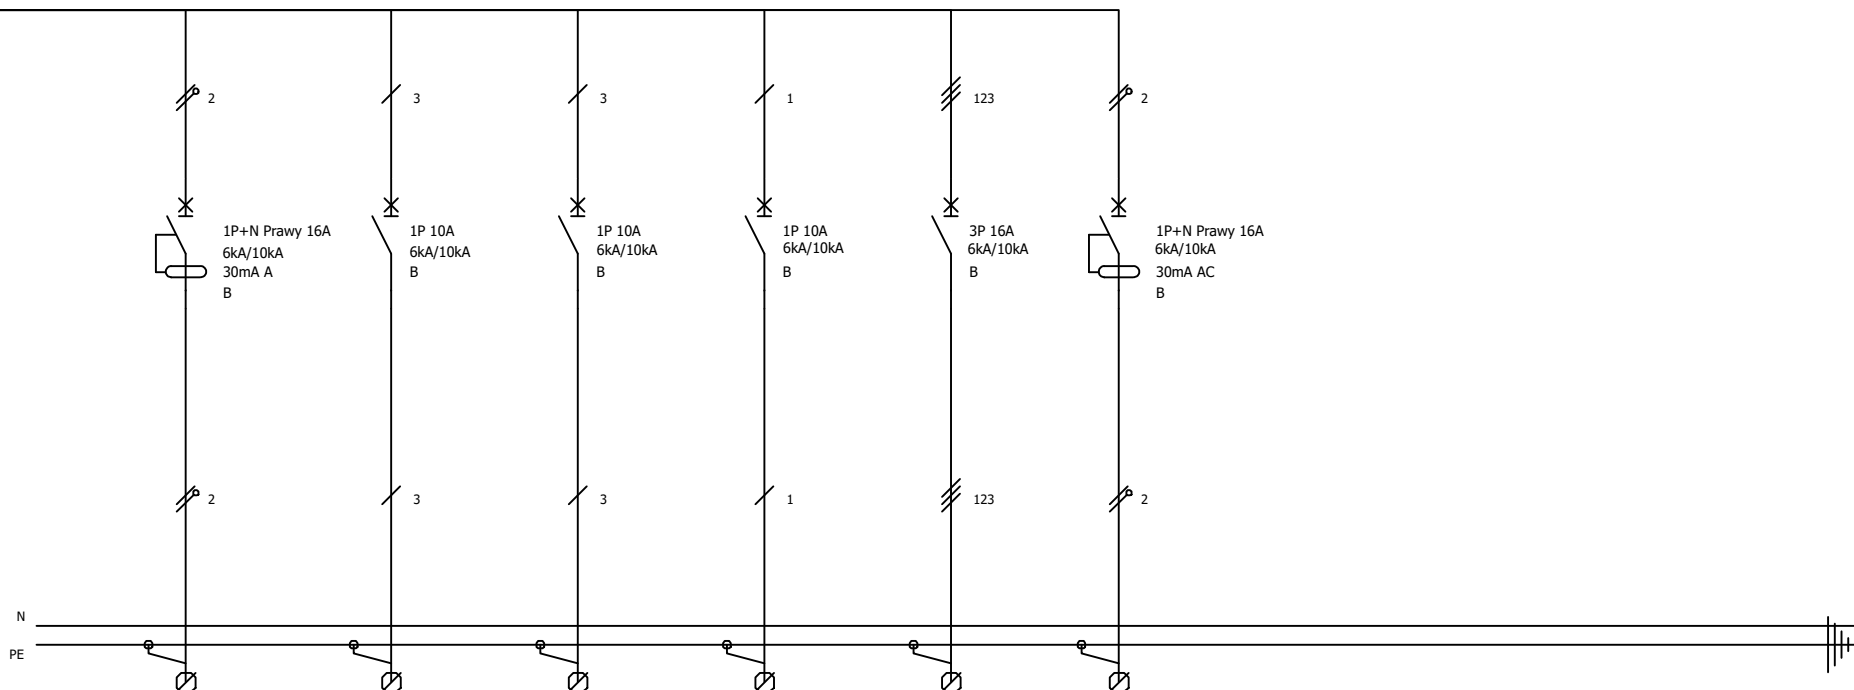 2
3
3
1
123
2
1P+N Prawy 16A
6kA/10kA
30mA A
B
1P 10A
6kA/10kA
B
1P 10A
6kA/10kA
B
1P 10A
6kA/10kA
B
3P 16A
6kA/10kA
B
1P+N Prawy 16A
6kA/10kA
30mA AC
B
2
3
3
1
123
2
N
PE